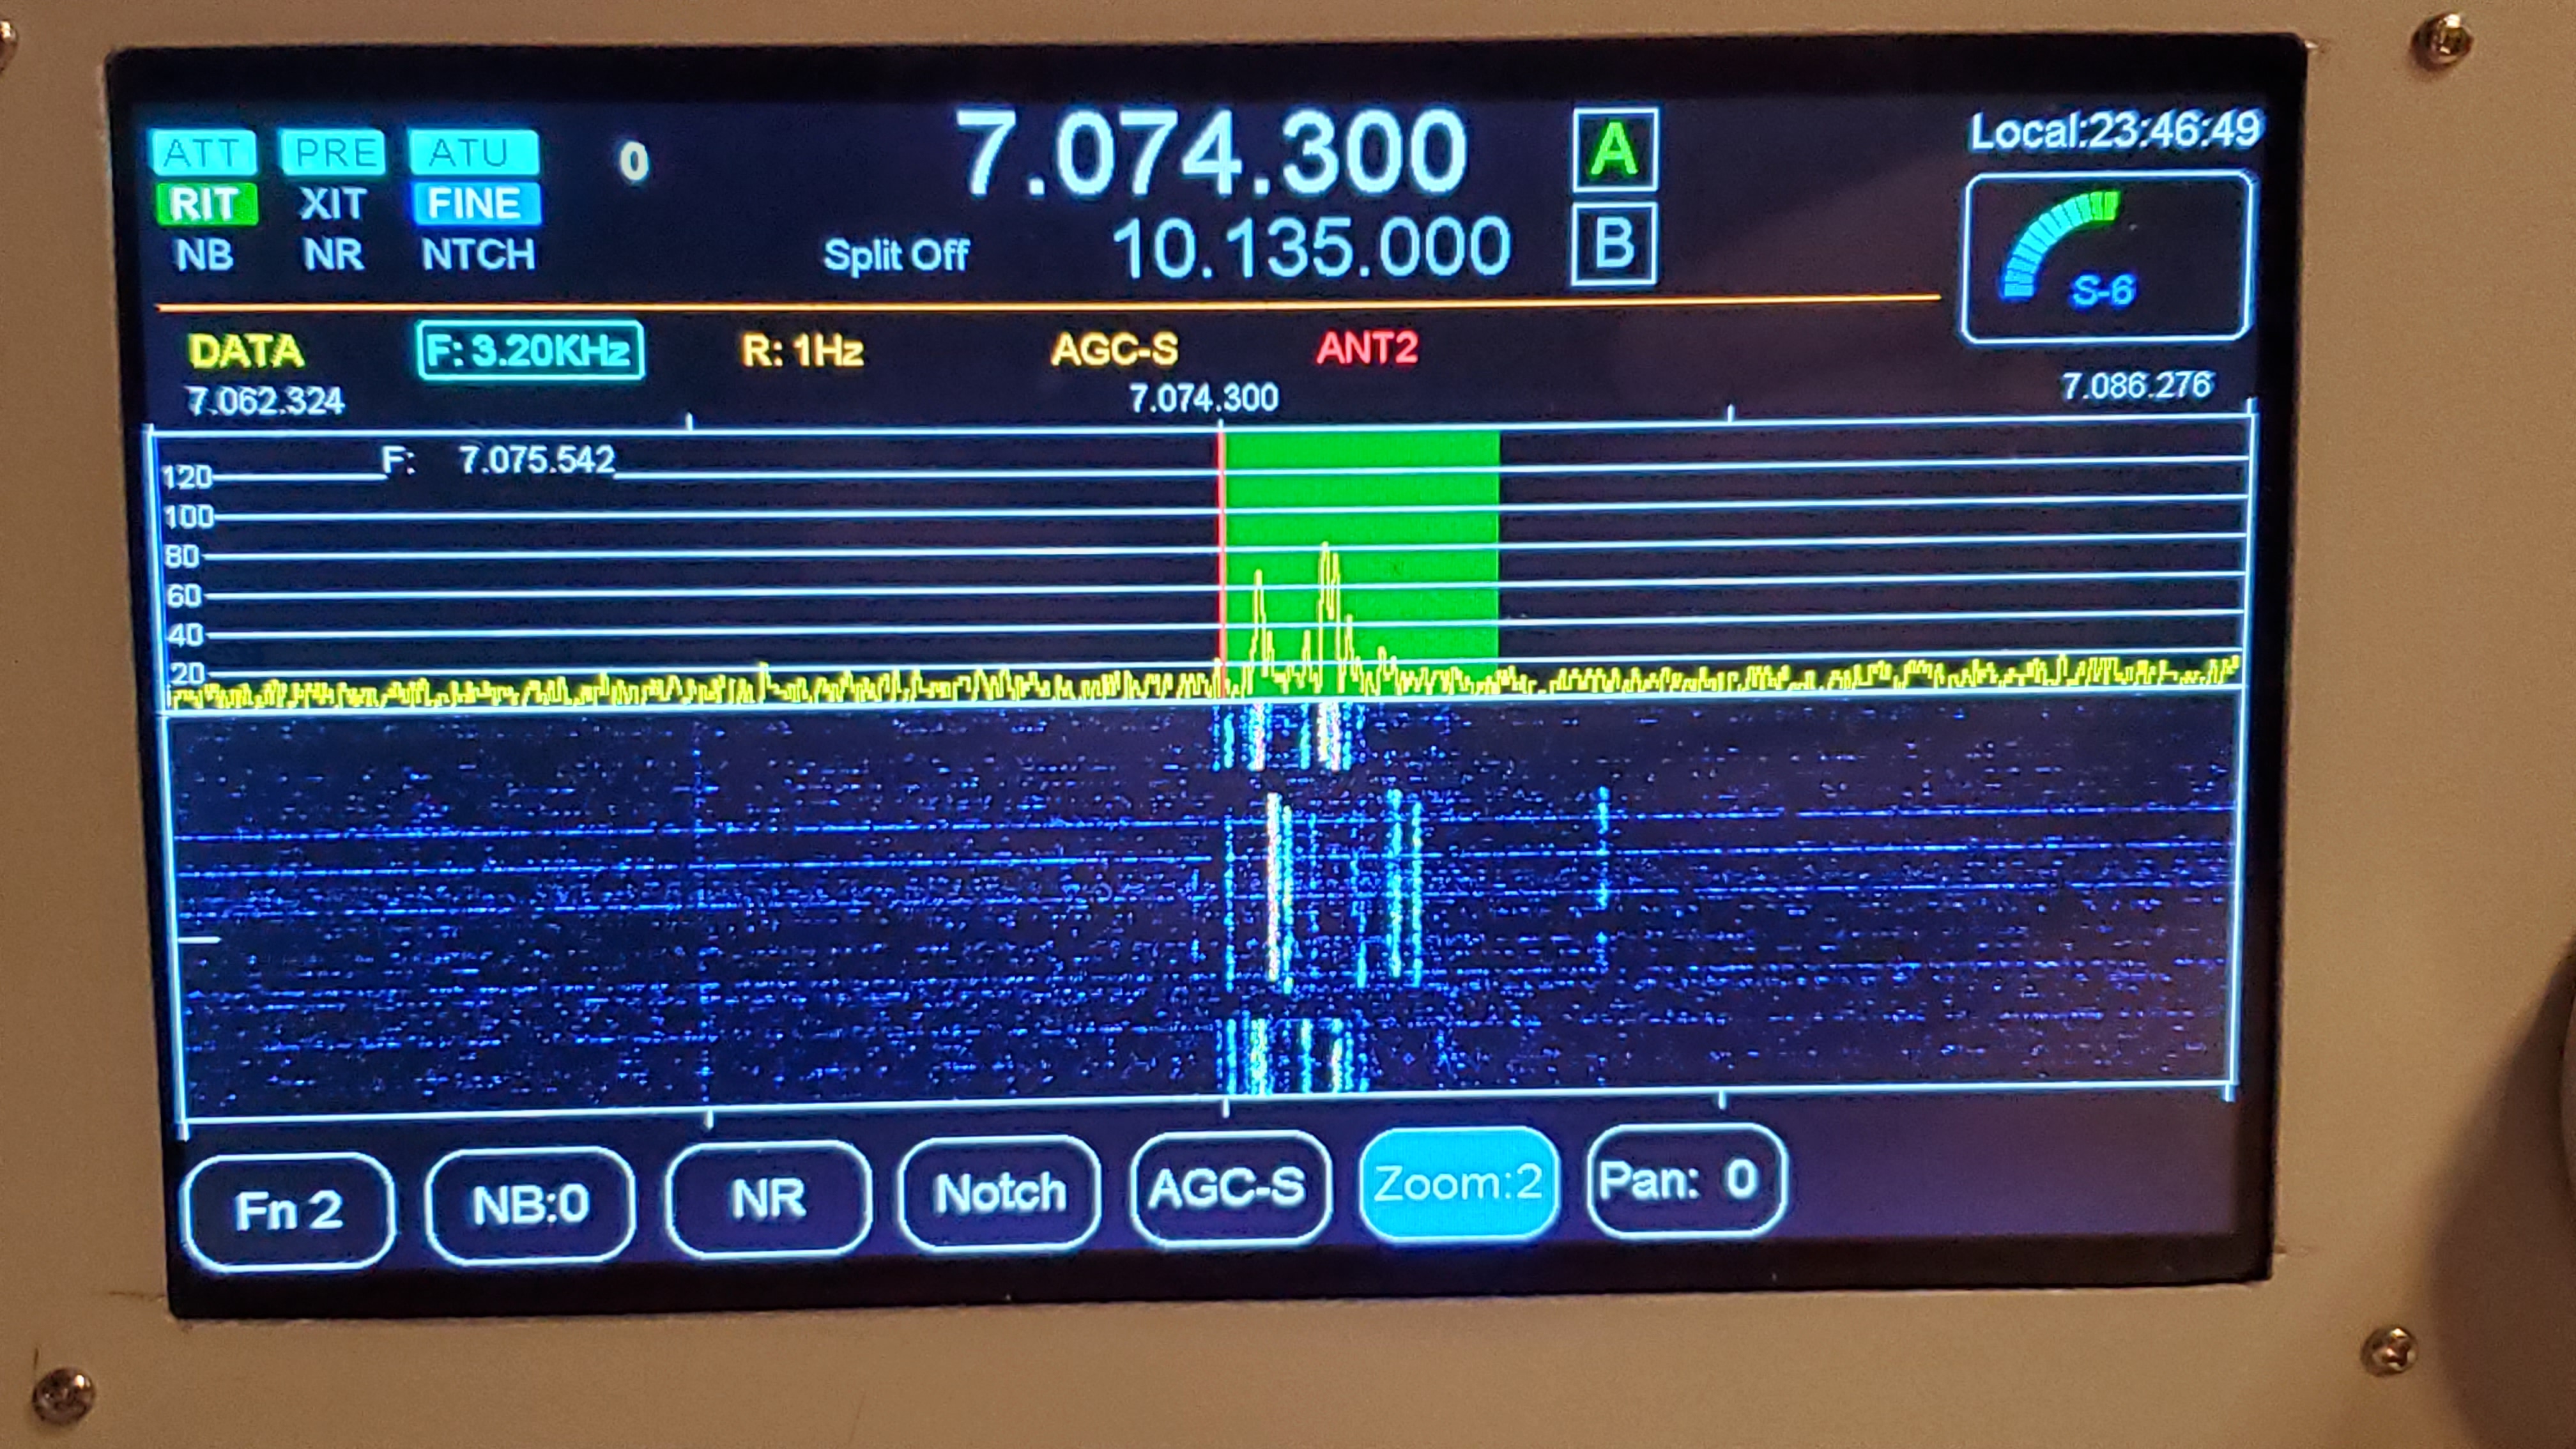 ATT PRE ATU 0 7.074.300 A Local:23:46:49
RIT XIT FINE
NB NR NTCH Split Off 10.135.000 B S-6
DATA F: 3.20KHz R: 1Hz AGC-S ANT2
7.062.324 7.074.300 7.086.276
F: 7.075.542
120
100
80
60
40
20
Fn 2 NB:0 NR Notch AGC-S Zoom:2 Pan: 0